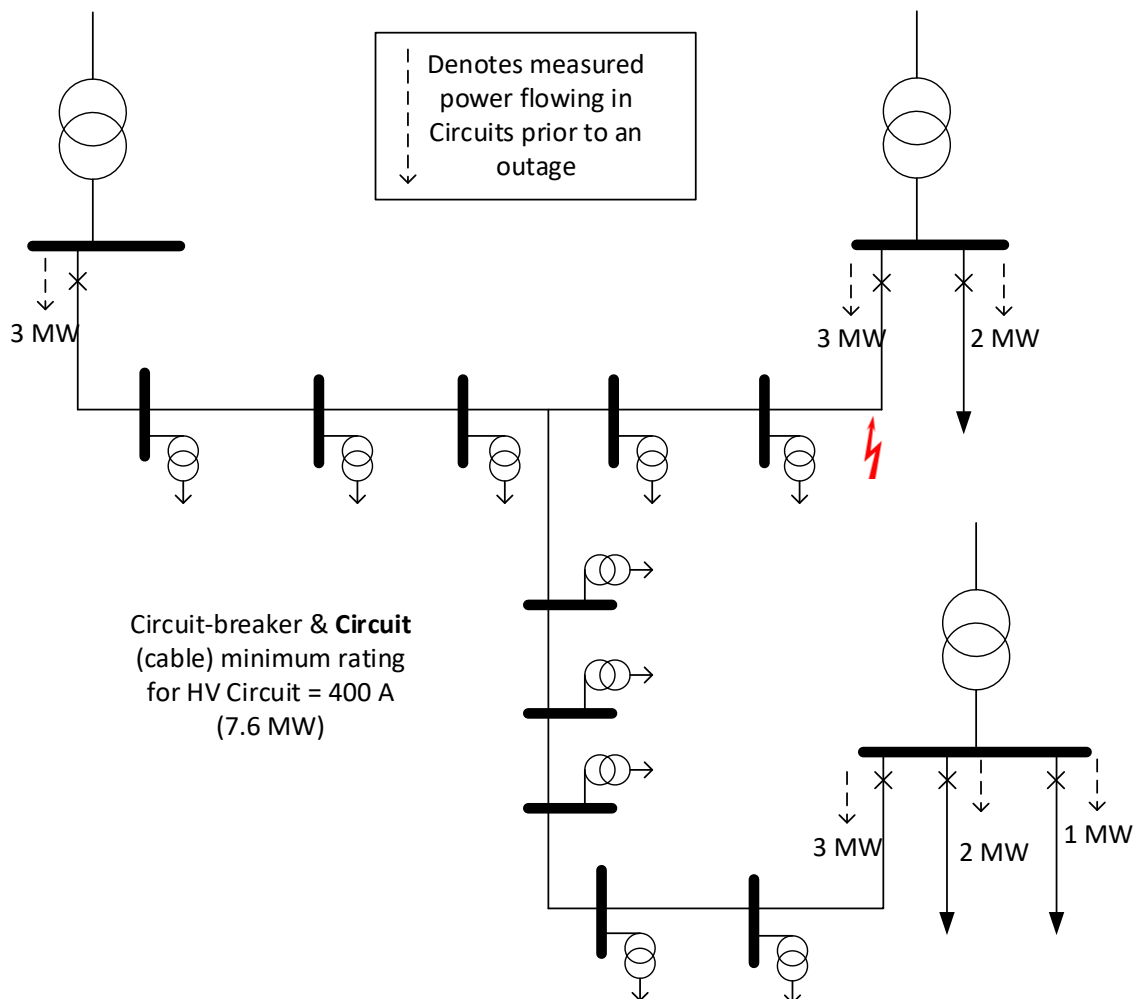 Denotes measured
power flowing in
Circuits prior to an
outage
3 MW
3 MW
2 MW
Circuit-breaker & Circuit
(cable) minimum rating
for HV Circuit = 400 A
(7.6 MW)
3 MW
2 MW
1 MW